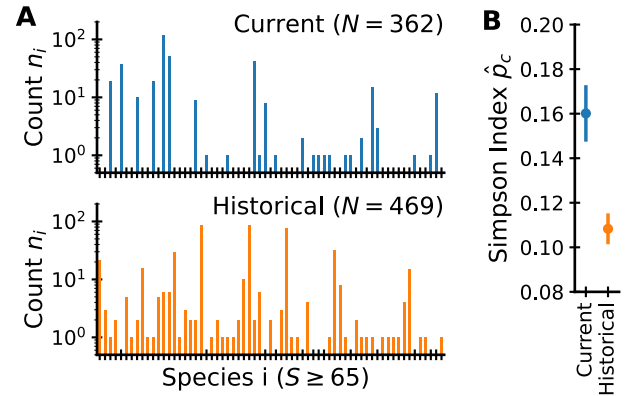 A
Current (N = 362)
Count nᵢ
10²
10¹
10⁰
Historical (N = 469)
Count nᵢ
10²
10¹
10⁰
Species i (S ≥ 65)
B
Simpson Index p̂_c
0.20
0.18
0.16
0.14
0.12
0.10
0.08
Current
Historical